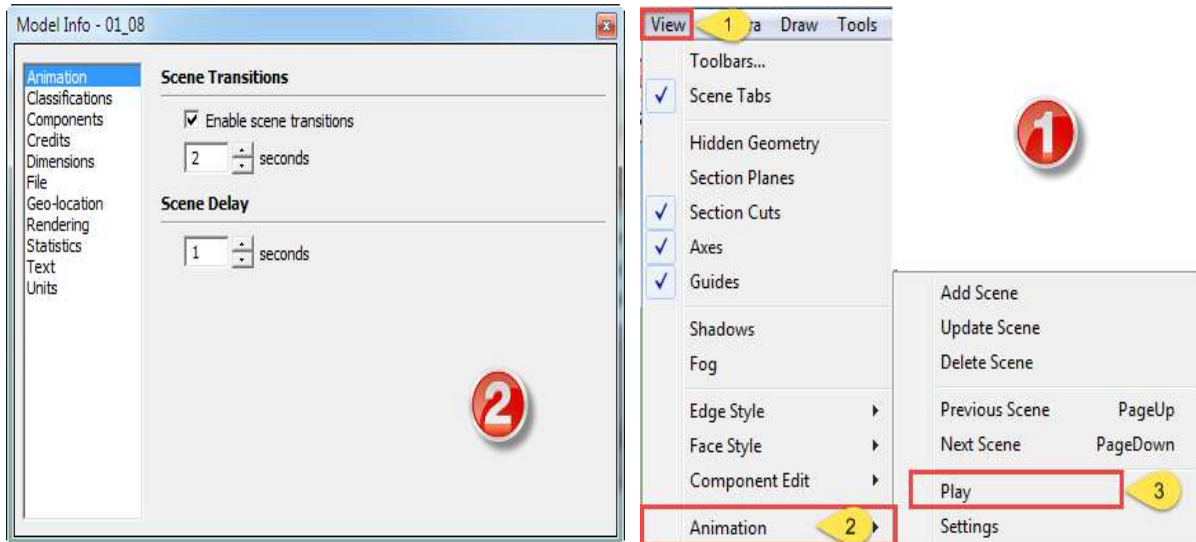 Model Info - 01_08
Animation
Classifications
Components
Credits
Dimensions
File
Geo-location
Rendering
Statistics
Text
Units
Scene Transitions
Enable scene transitions
2 seconds
Scene Delay
1 seconds
2
View 1 ra Draw Tools
Toolbars...
Scene Tabs
Hidden Geometry
Section Planes
Section Cuts
Axes
Guides
Shadows
Fog
Edge Style
Face Style
Component Edit
Animation 2
1
Add Scene
Update Scene
Delete Scene
Previous Scene PageUp
Next Scene PageDown
Play 3
Settings